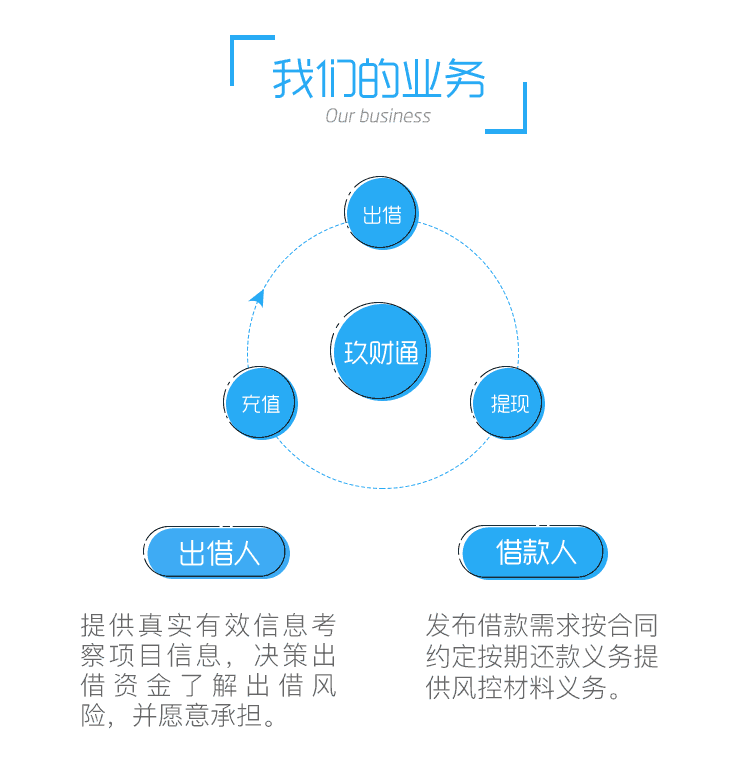 我们的业务
Our business
出借
玖财通
充值
提现
出借人
借款人
提供真实有效信息考
察项目信息，决策出
借资金了解出借风
险，并愿意承担。
发布借款需求按合同
约定按期还款义务提
供风控材料义务。